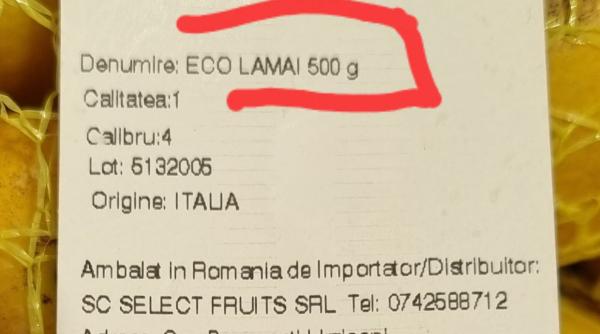 Denumire: ECO LAMAI 500 g
Calitatea:1
Calibru:4
Lot: 5132005
Origine: ITALIA
Ambalat in Romania de Importator/Distribuitor:
SC SELECT FRUITS SRL Tel: 0742588712